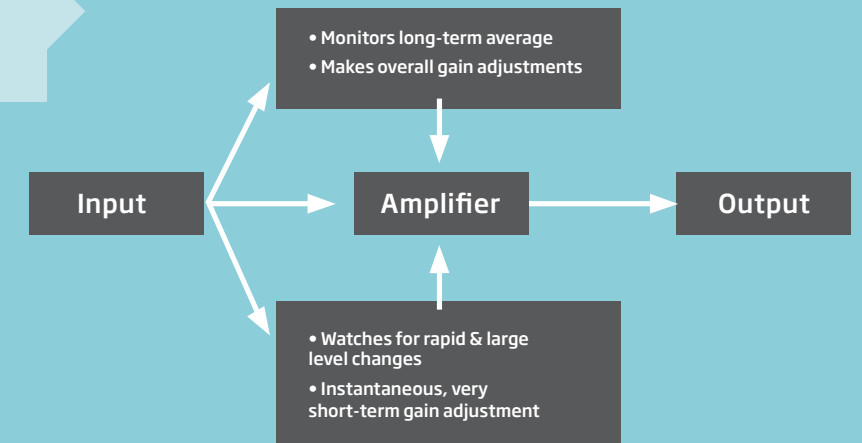 • Monitors long-term average
• Makes overall gain adjustments
Input
Amplifier
Output
• Watches for rapid & large
level changes
• Instantaneous, very
short-term gain adjustment